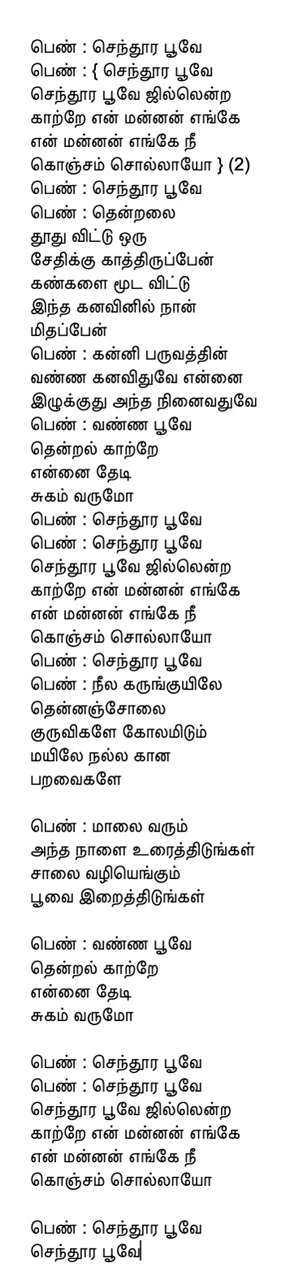 பெண் : செந்தூர பூவே
பெண் : { செந்தூர பூவே
செந்தூர பூவே ஜில்லென்ற
காற்றே என் மன்னன் எங்கே
என் மன்னன் எங்கே நீ
கொஞ்சம் சொல்லாயோ } (2)
பெண் : செந்தூர பூவே
பெண் : தென்றலை
தூது விட்டு ஒரு
சேதிக்கு காத்திருப்பேன்
கண்களை மூட விட்டு
இந்த கனவினில் நான்
மிதப்பேன்
பெண் : கன்னி பருவத்தின்
வண்ண கனவிதுவே என்னை
இழுக்குது அந்த நினைவதுவே
பெண் : வண்ண பூவே
தென்றல் காற்றே
என்னை தேடி
சுகம் வருமோ
பெண் : செந்தூர பூவே
பெண் : செந்தூர பூவே
செந்தூர பூவே ஜில்லென்ற
காற்றே என் மன்னன் எங்கே
என் மன்னன் எங்கே நீ
கொஞ்சம் சொல்லாயோ
பெண் : செந்தூர பூவே
பெண் : நீல கருங்குயிலே
தென்னஞ்சோலை
குருவிகளே கோலமிடும்
மயிலே நல்ல கான
பறவைகளே
பெண் : மாலை வரும்
அந்த நாளை உரைத்திடுங்கள்
சாலை வழியெங்கும்
பூவை இறைத்திடுங்கள்
பெண் : வண்ண பூவே
தென்றல் காற்றே
என்னை தேடி
சுகம் வருமோ
பெண் : செந்தூர பூவே
பெண் : செந்தூர பூவே
செந்தூர பூவே ஜில்லென்ற
காற்றே என் மன்னன் எங்கே
என் மன்னன் எங்கே நீ
கொஞ்சம் சொல்லாயோ
பெண் : செந்தூர பூவே
செந்தூர பூவே